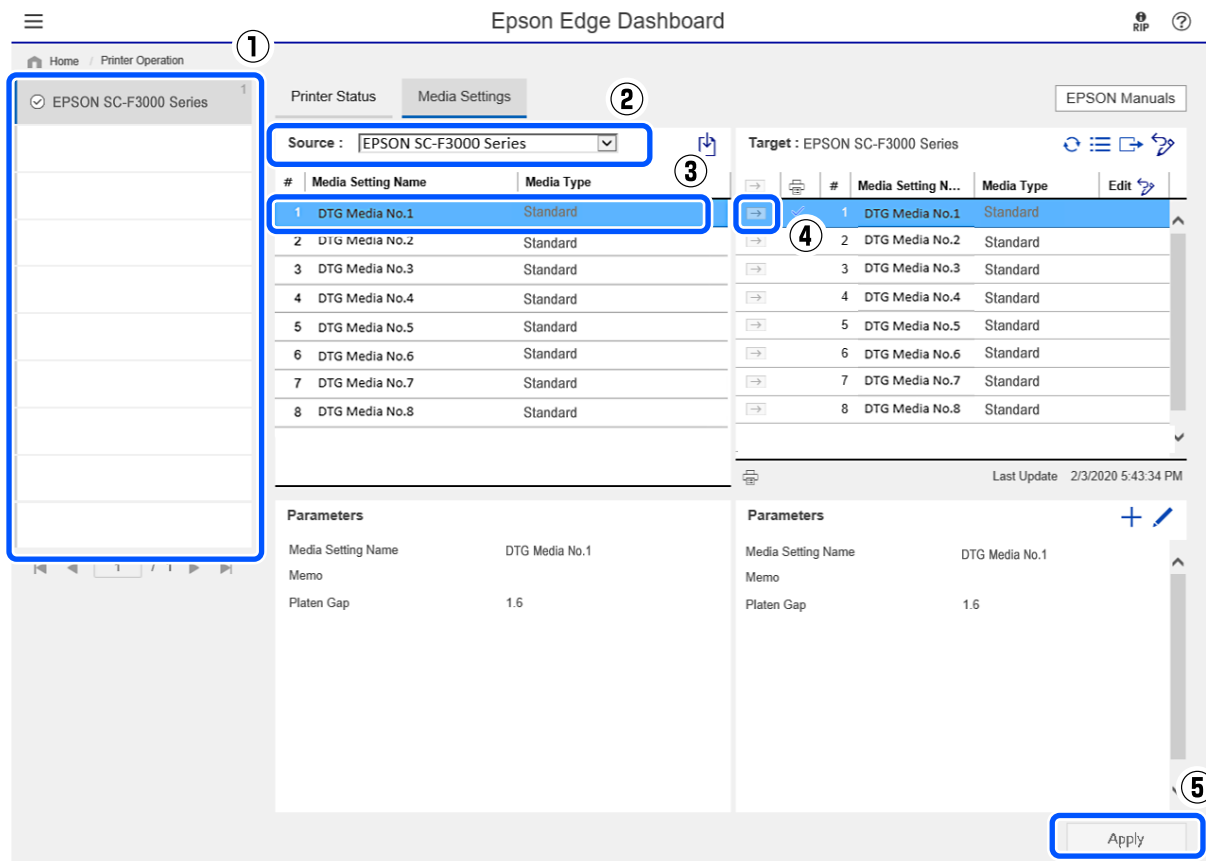 Epson Edge Dashboard
RIP
?
Home / Printer Operation
①
EPSON SC-F3000 Series
1
1 / 1
Printer Status
Media Settings
②
EPSON Manuals
Source :
EPSON SC-F3000 Series
③
# Media Setting Name Media Type
1 DTG Media No.1 Standard
2 DTG Media No.2 Standard
3 DTG Media No.3 Standard
4 DTG Media No.4 Standard
5 DTG Media No.5 Standard
6 DTG Media No.6 Standard
7 DTG Media No.7 Standard
8 DTG Media No.8 Standard
Target : EPSON SC-F3000 Series
# Media Setting N... Media Type Edit
④
1 DTG Media No.1 Standard
2 DTG Media No.2 Standard
3 DTG Media No.3 Standard
4 DTG Media No.4 Standard
5 DTG Media No.5 Standard
6 DTG Media No.6 Standard
7 DTG Media No.7 Standard
8 DTG Media No.8 Standard
Last Update 2/3/2020 5:43:34 PM
Parameters
Media Setting Name DTG Media No.1
Memo
Platen Gap 1.6
Parameters
Media Setting Name DTG Media No.1
Memo
Platen Gap 1.6
⑤
Apply